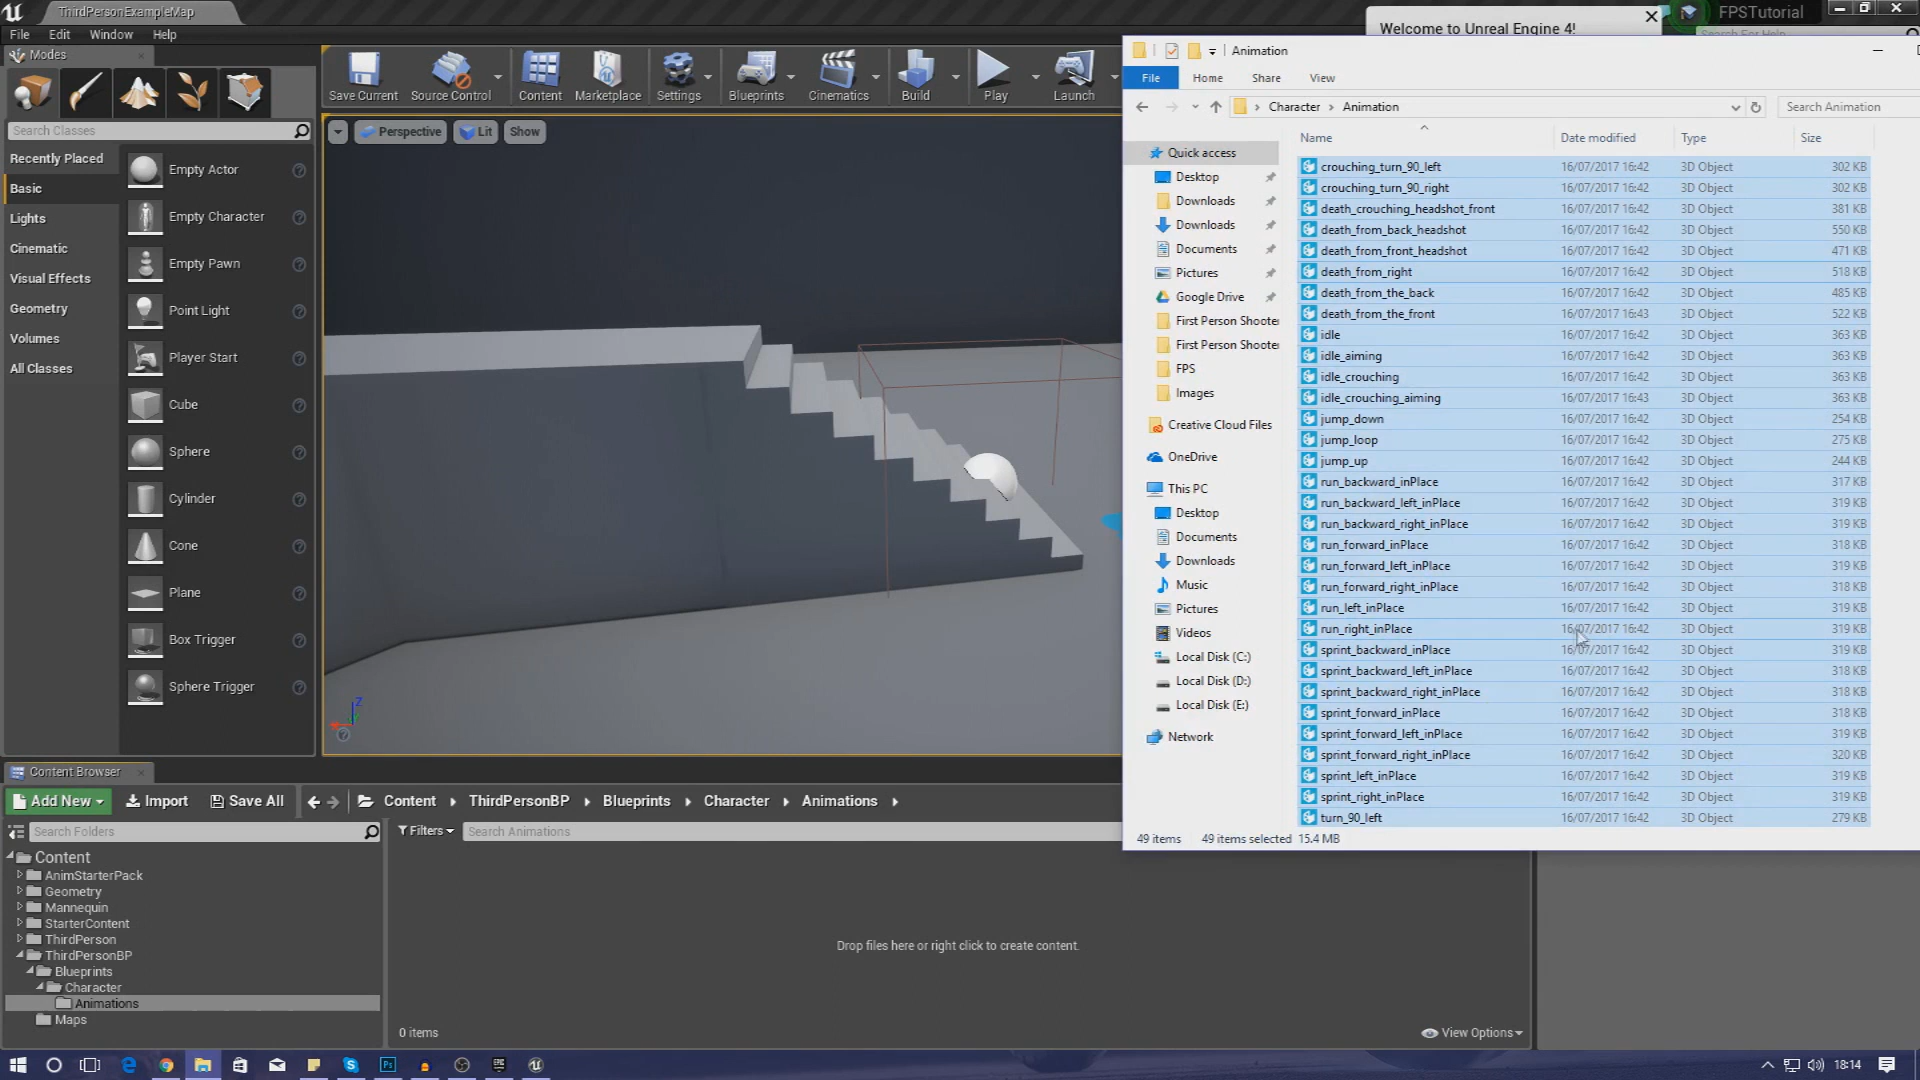 ThirdPersonExampleMap
FPSTutorial
File Edit Window Help
Welcome to Unreal Engine 4!
Modes
Search Classes
Recently Placed
Basic
Lights
Cinematic
Visual Effects
Geometry
Volumes
All Classes
Empty Actor
Empty Character
Empty Pawn
Point Light
Player Start
Cube
Sphere
Cylinder
Cone
Plane
Box Trigger
Sphere Trigger
Save Current Source Control Content Marketplace Settings Blueprints Cinematics Build Play Launch
Perspective Lit Show
Z
Animation
File Home Share View
Character Animation
Search Animation
Name Date modified Type Size
Quick access
Desktop
Downloads
Downloads
Documents
Pictures
Google Drive
First Person Shooter
First Person Shooter
FPS
Images
Creative Cloud Files
OneDrive
This PC
Desktop
Documents
Downloads
Music
Pictures
Videos
Local Disk (C:)
Local Disk (D:)
Local Disk (E:)
Network
crouching_turn_90_left 16/07/2017 16:42 3D Object 302 KB
crouching_turn_90_right 16/07/2017 16:42 3D Object 302 KB
death_crouching_headshot_front 16/07/2017 16:42 3D Object 381 KB
death_from_back_headshot 16/07/2017 16:42 3D Object 550 KB
death_from_front_headshot 16/07/2017 16:42 3D Object 471 KB
death_from_right 16/07/2017 16:42 3D Object 518 KB
death_from_the_back 16/07/2017 16:42 3D Object 485 KB
death_from_the_front 16/07/2017 16:43 3D Object 522 KB
idle 16/07/2017 16:42 3D Object 363 KB
idle_aiming 16/07/2017 16:42 3D Object 363 KB
idle_crouching 16/07/2017 16:42 3D Object 363 KB
idle_crouching_aiming 16/07/2017 16:43 3D Object 363 KB
jump_down 16/07/2017 16:42 3D Object 254 KB
jump_loop 16/07/2017 16:42 3D Object 275 KB
jump_up 16/07/2017 16:42 3D Object 244 KB
run_backward_inPlace 16/07/2017 16:42 3D Object 317 KB
run_backward_left_inPlace 16/07/2017 16:42 3D Object 319 KB
run_backward_right_inPlace 16/07/2017 16:42 3D Object 319 KB
run_forward_inPlace 16/07/2017 16:42 3D Object 318 KB
run_forward_left_inPlace 16/07/2017 16:42 3D Object 319 KB
run_forward_right_inPlace 16/07/2017 16:42 3D Object 318 KB
run_left_inPlace 16/07/2017 16:42 3D Object 319 KB
run_right_inPlace 16/07/2017 16:42 3D Object 319 KB
sprint_backward_inPlace 16/07/2017 16:42 3D Object 319 KB
sprint_backward_left_inPlace 16/07/2017 16:42 3D Object 318 KB
sprint_backward_right_inPlace 16/07/2017 16:42 3D Object 318 KB
sprint_forward_inPlace 16/07/2017 16:42 3D Object 318 KB
sprint_forward_left_inPlace 16/07/2017 16:42 3D Object 319 KB
sprint_forward_right_inPlace 16/07/2017 16:42 3D Object 320 KB
sprint_left_inPlace 16/07/2017 16:42 3D Object 319 KB
sprint_right_inPlace 16/07/2017 16:42 3D Object 319 KB
turn_90_left 16/07/2017 16:42 3D Object 279 KB
49 items 49 items selected 15.4 MB
Content Browser
Add New Import Save All Content ThirdPersonBP Blueprints Character Animations
Search Folders
Filters Search Animations
Content
AnimStarterPack
Geometry
Mannequin
StarterContent
ThirdPerson
ThirdPersonBP
Blueprints
Character
Animations
Maps
Drop files here or right click to create content.
0 items View Options
18:14